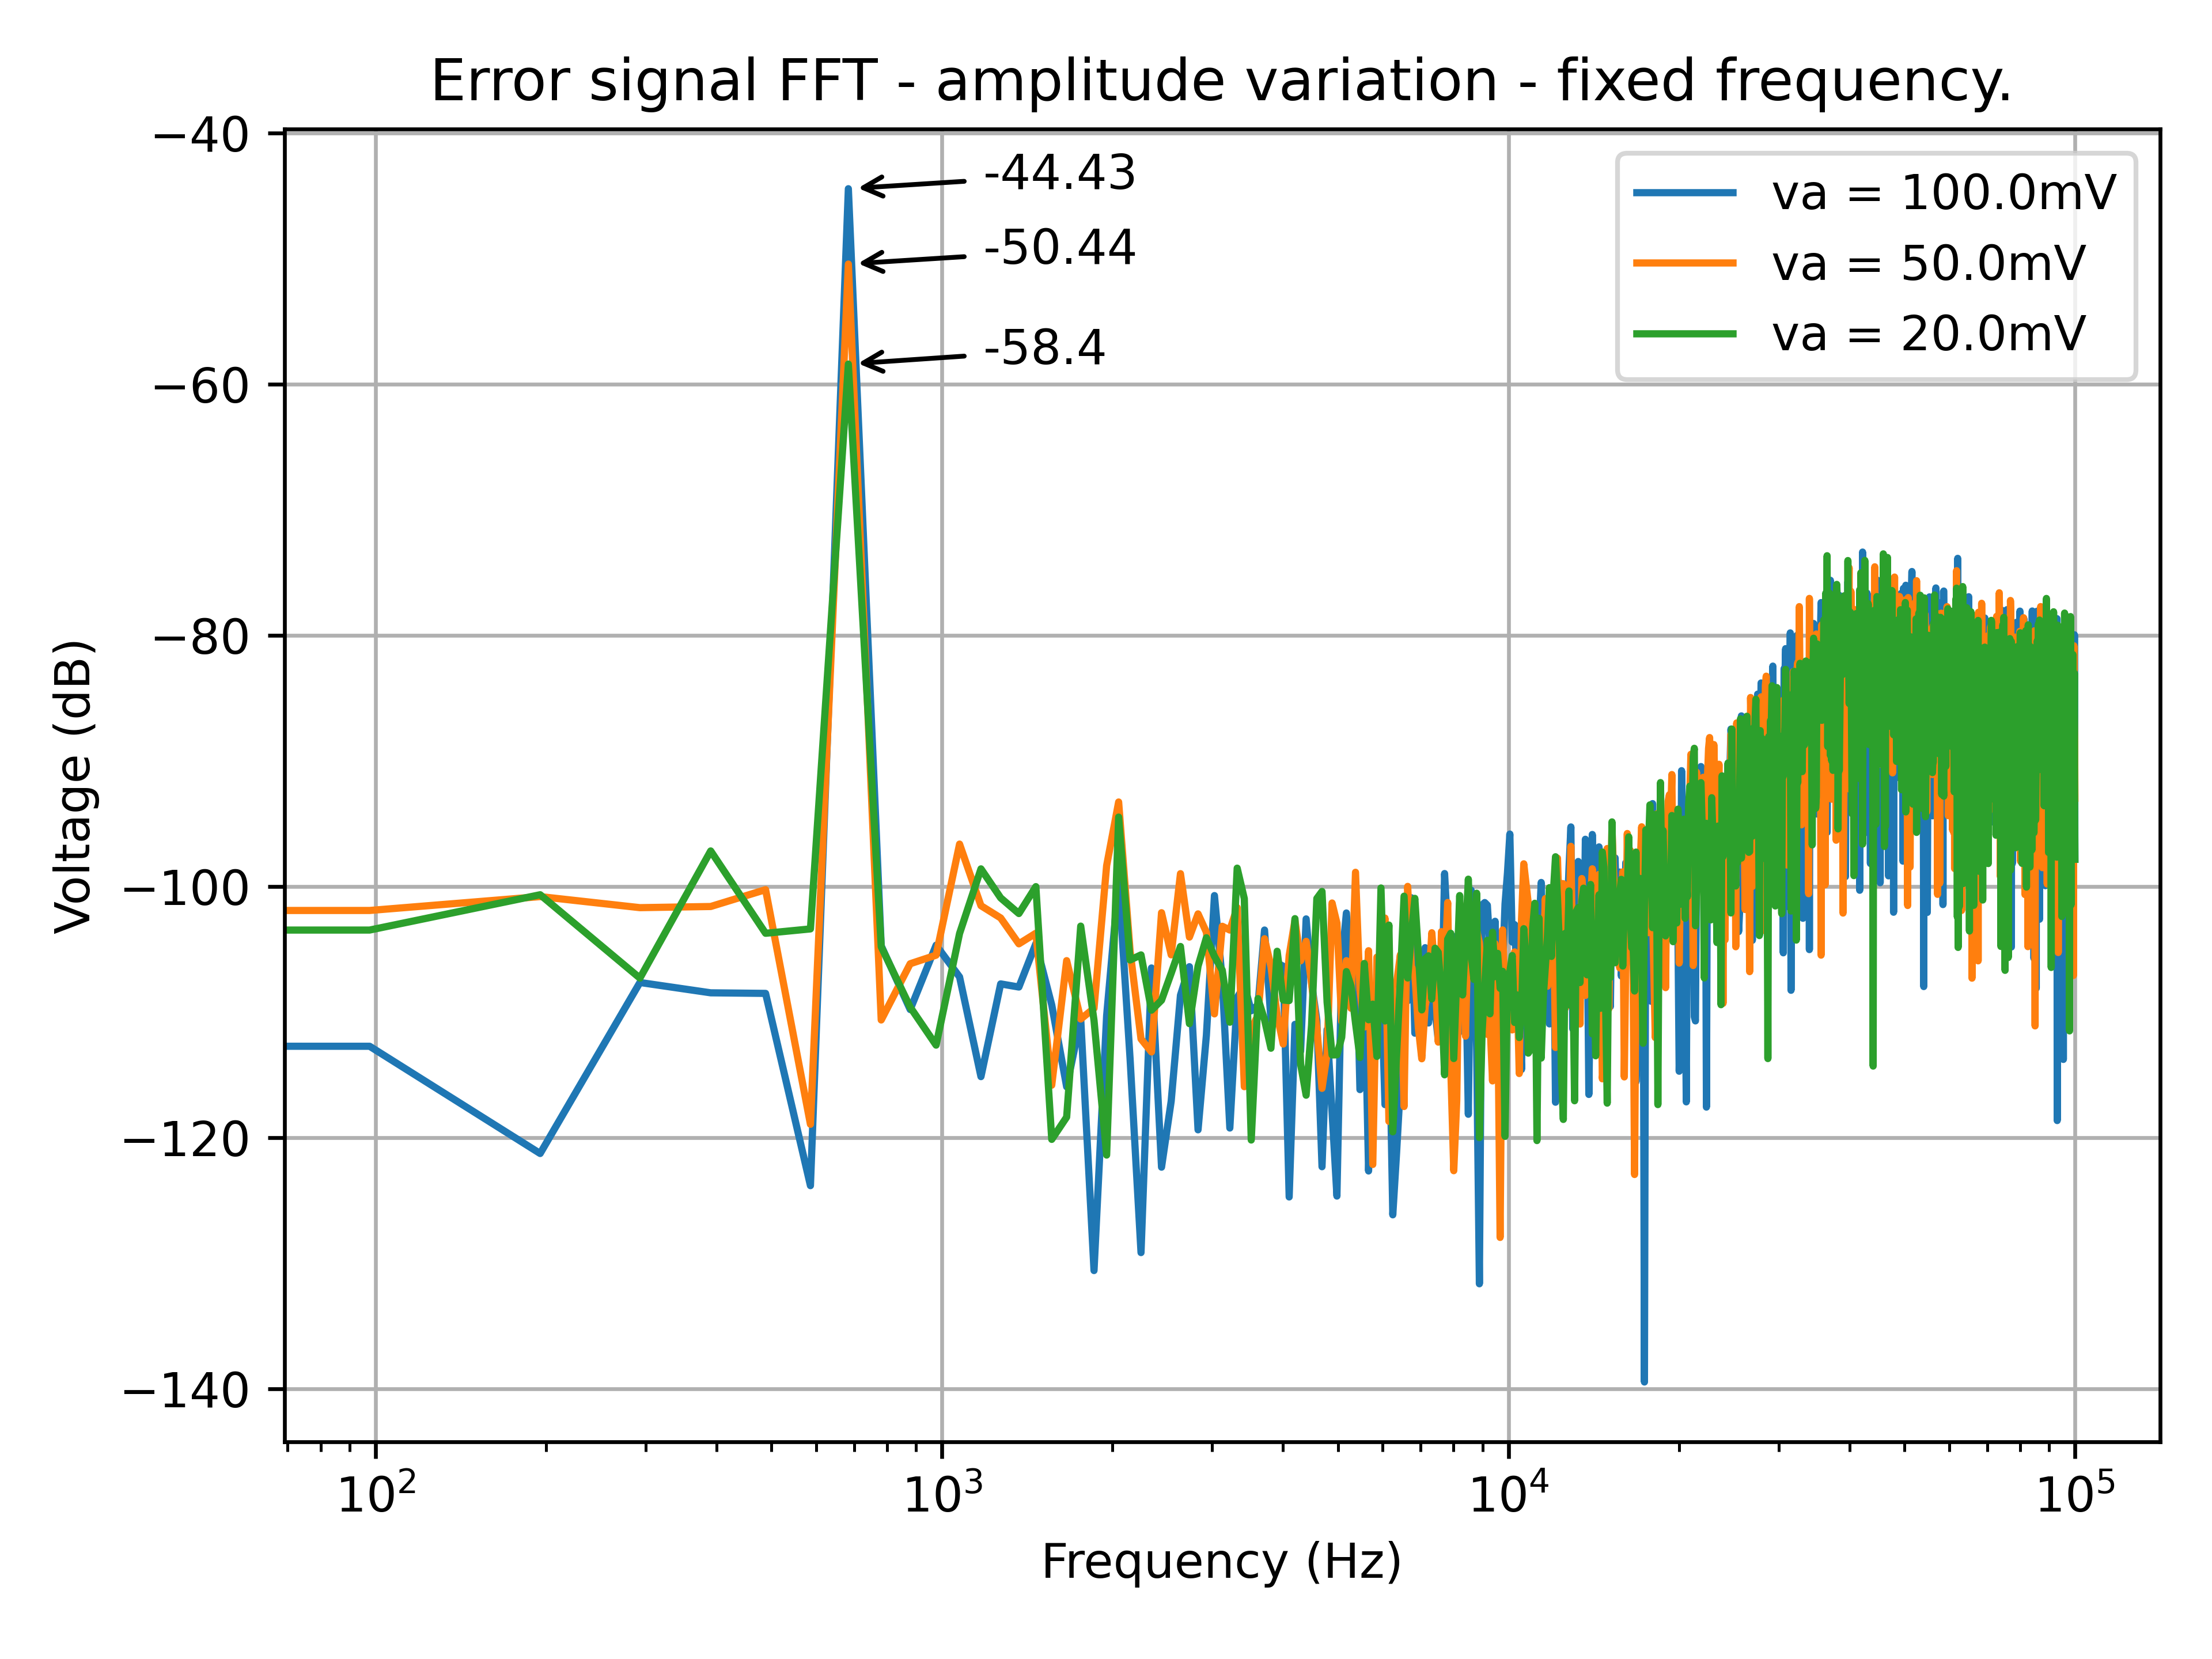 Error signal FFT - amplitude variation - fixed frequency.
−40
−60
−80
−100
−120
−140
Voltage (dB)
-44.43
-50.44
-58.4
va = 100.0mV
va = 50.0mV
va = 20.0mV
10²
10³
10⁴
10⁵
Frequency (Hz)